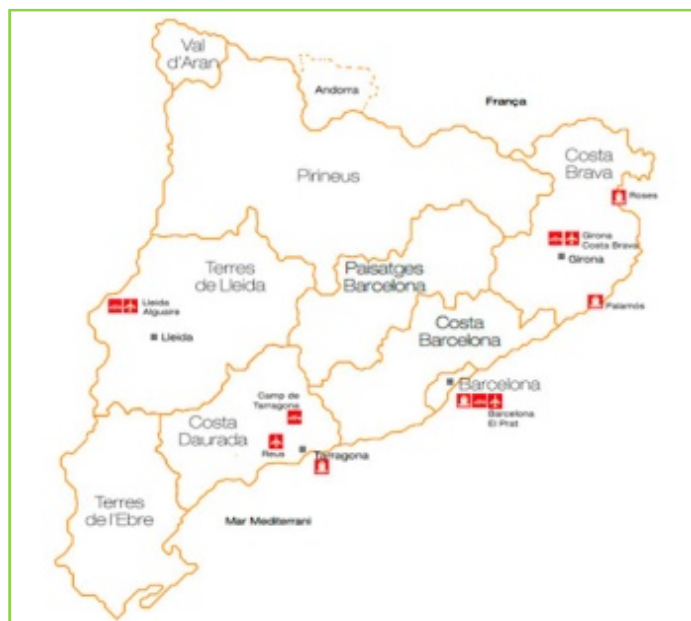 Val
d'Aran
Andorra
França
Costa
Brava
Pirineus
Roses
Girona
Costa Brava
Girona
Terres
de Lleida
Paisatges
Barcelona
Lleida
Alguaire
Palamós
Lleida
Costa
Barcelona
Barcelona
Barcelona
El Prat
Camp de
Tarragona
Costa
Daurada
Reus
Tarragona
Terres
de l'Ebre
Mar Mediterrani